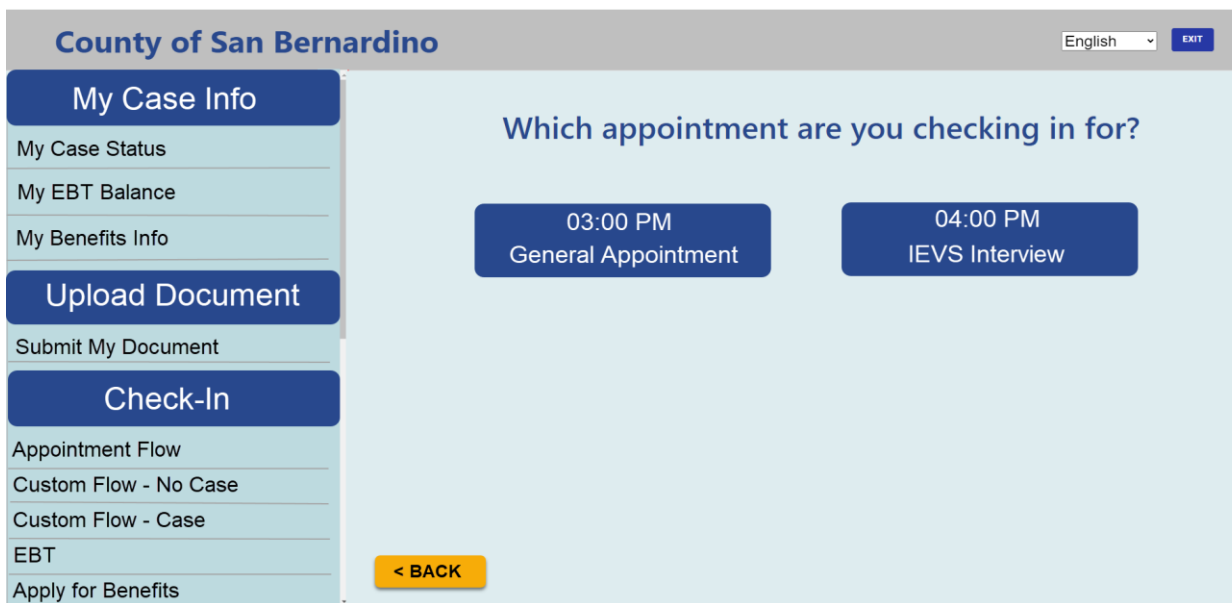 County of San Bernardino
English
EXIT
My Case Info
My Case Status
My EBT Balance
My Benefits Info
Upload Document
Submit My Document
Check-In
Appointment Flow
Custom Flow - No Case
Custom Flow - Case
EBT
Apply for Benefits
Which appointment are you checking in for?
03:00 PM
General Appointment
04:00 PM
IEVS Interview
< BACK